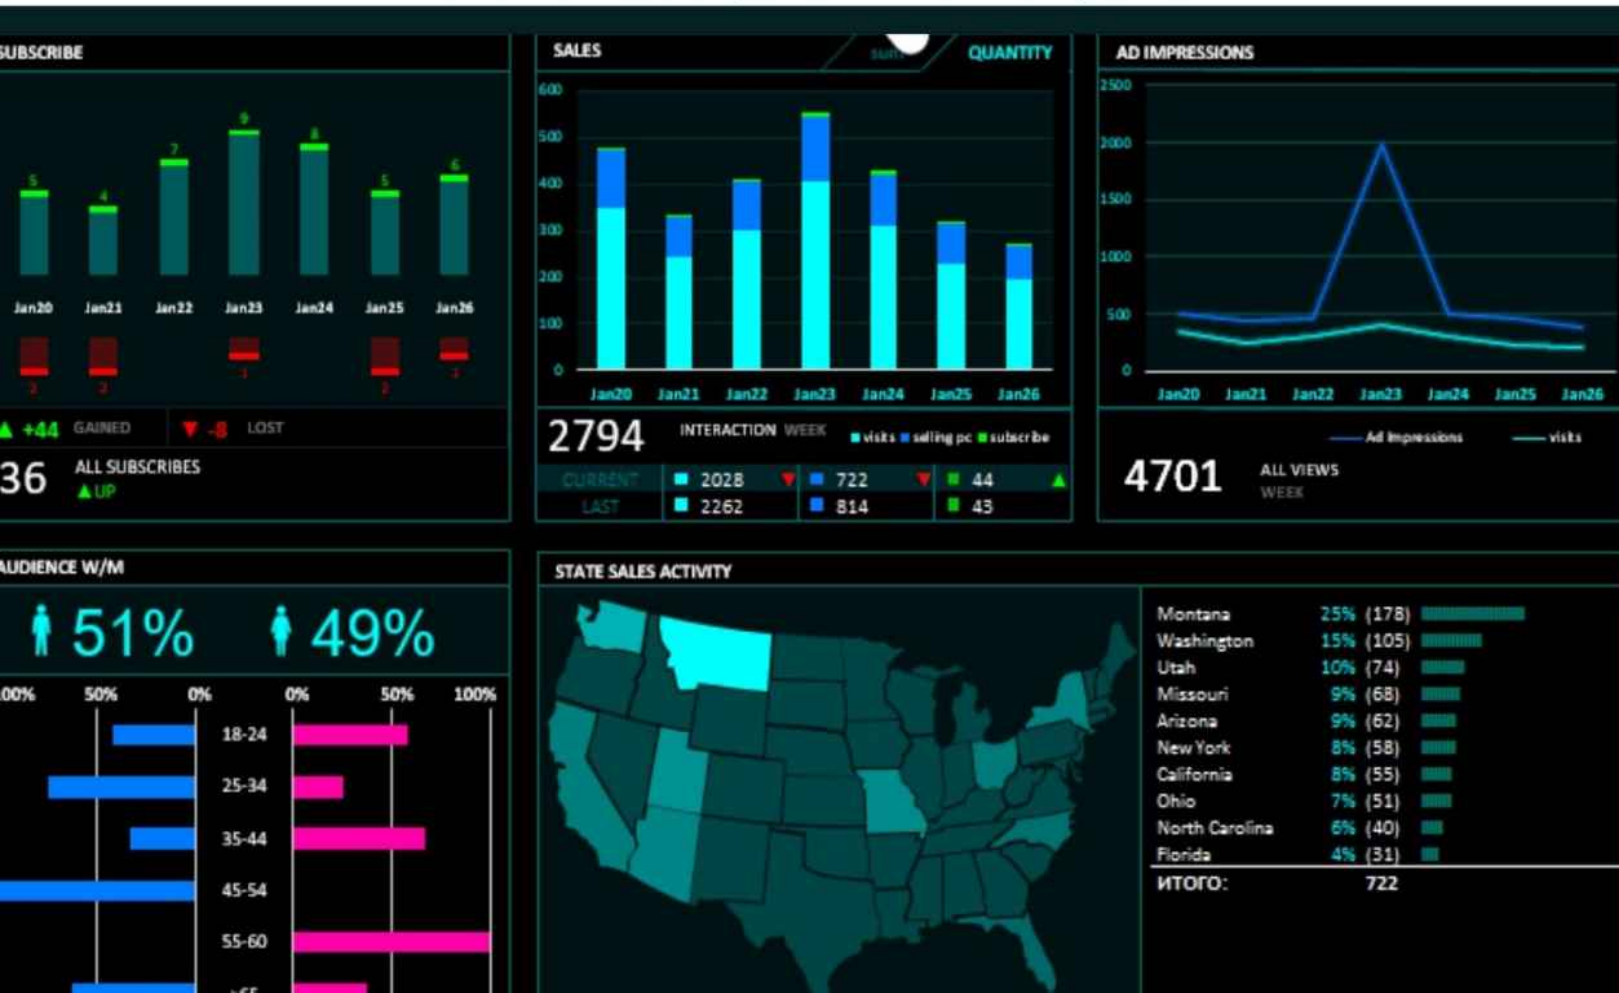 SUBSCRIBE
5
4
7
9
8
5
6
Jan20 Jan21 Jan22 Jan23 Jan24 Jan25 Jan26
2
2
1
2
1
+44 GAINED
-8 LOST
36
ALL SUBSCRIBES
UP
SALES
QUANTITY
600
500
400
300
200
100
0
Jan20 Jan21 Jan22 Jan23 Jan24 Jan25 Jan26
2794
INTERACTION WEEK
visits selling pc subscribe
CURRENT 2028 722 44
LAST 2262 814 43
AD IMPRESSIONS
2500
2000
1500
1000
500
0
Jan20 Jan21 Jan22 Jan23 Jan24 Jan25 Jan26
Ad Impressions visits
4701
ALL VIEWS
WEEK
AUDIENCE W/M
51% 49%
00% 50% 0% 0% 50% 100%
18-24
25-34
35-44
45-54
55-60
STATE SALES ACTIVITY
Montana 25% (178)
Washington 15% (105)
Utah 10% (74)
Missouri 9% (68)
Arizona 9% (62)
New York 8% (58)
California 8% (55)
Ohio 7% (51)
North Carolina 6% (40)
Florida 4% (31)
ИТОГО: 722